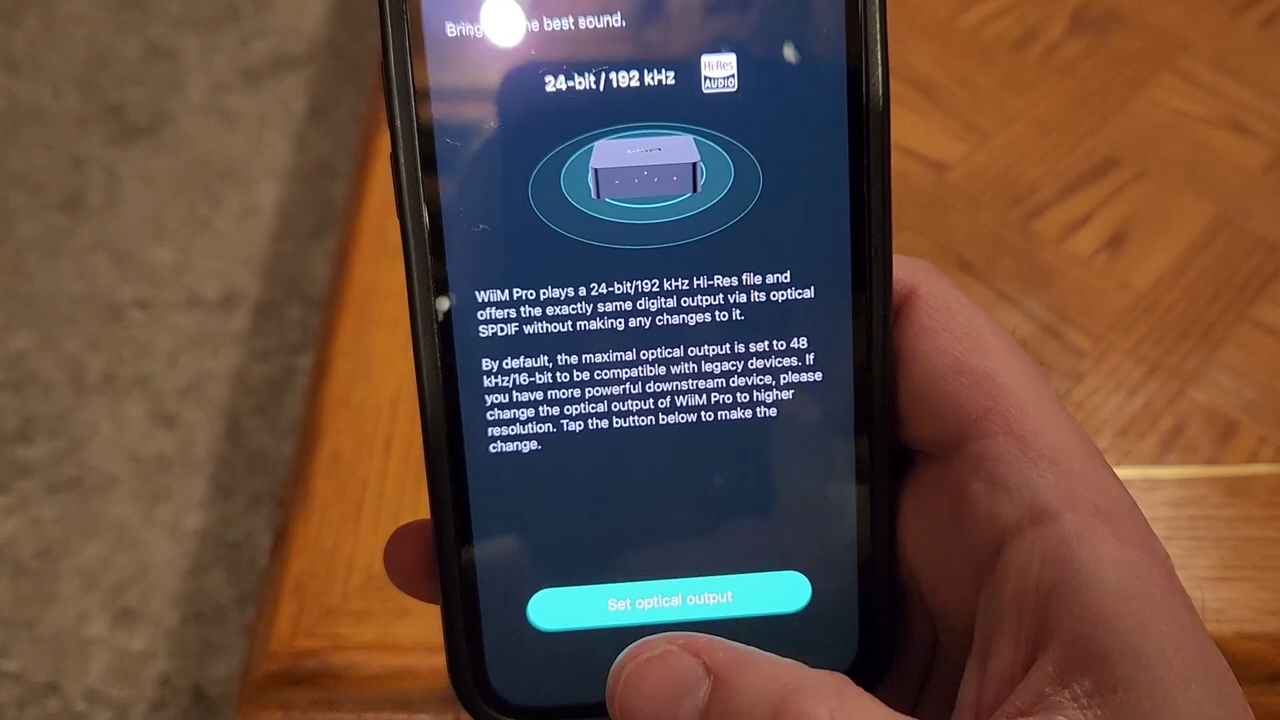 Bring the best sound.
24-bit / 192 kHz
Hi-Res
AUDIO
WiiM Pro plays a 24-bit/192 kHz Hi-Res file and
offers the exactly same digital output via its optical
SPDIF without making any changes to it.
By default, the maximal optical output is set to 48
kHz/16-bit to be compatible with legacy devices. If
you have more powerful downstream device, please
change the optical output of WiiM Pro to higher
resolution. Tap the button below to make the
change.
Set optical output